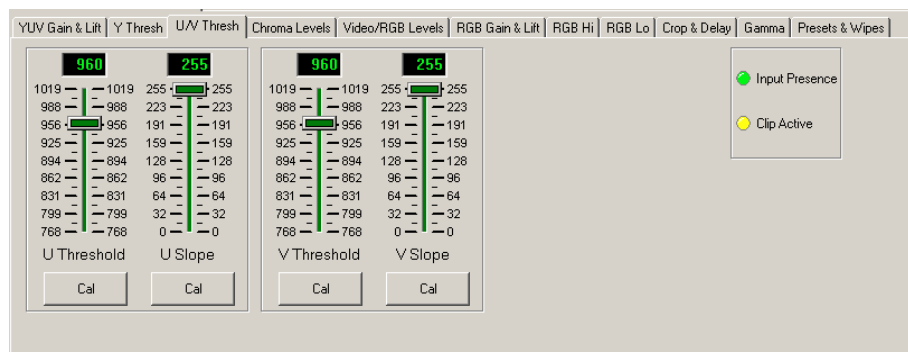 YUV Gain & Lift Y Thresh U/V Thresh Chroma Levels Video/RGB Levels RGB Gain & Lift RGB Hi RGB Lo Crop & Delay Gamma Presets & Wipes
960 255 960 255
1019 1019 255 255 1019 1019 255 255
988 988 223 223 988 988 223 223
956 956 191 191 956 956 191 191
925 925 159 159 925 925 159 159
894 894 128 128 894 894 128 128
862 862 96 96 862 862 96 96
831 831 64 64 831 831 64 64
799 799 32 32 799 799 32 32
768 768 0 0 768 768 0 0
U Threshold U Slope V Threshold V Slope
Cal Cal Cal Cal
Input Presence
Clip Active